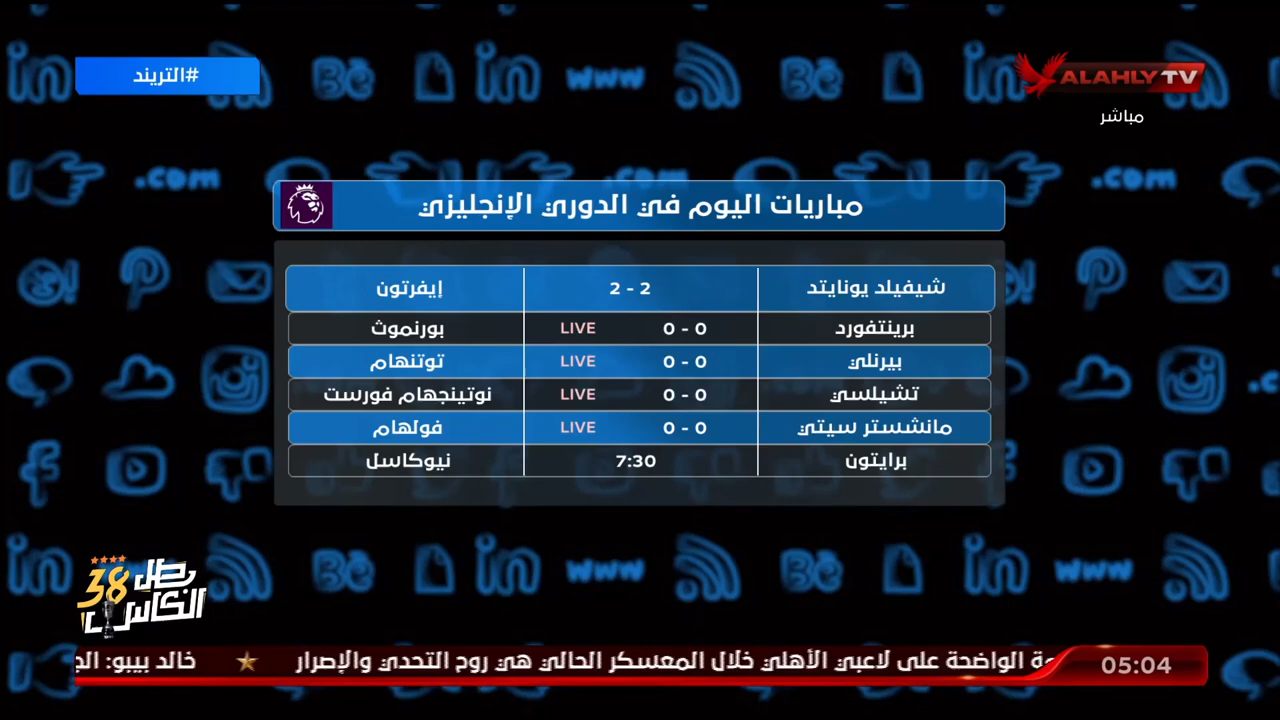 #التريند
ALAHLY TV
مباشر
مباريات اليوم في الدوري الإنجليزي
شيفيلد يونايتد 2 - 2 إيفرتون
برينتفورد 0 - 0 LIVE بورنموث
بيرنلي 0 - 0 LIVE توتنهام
تشيلسي 0 - 0 LIVE نوتينجهام فورست
مانشستر سيتي 0 - 0 LIVE فولهام
برايتون 7:30 نيوكاسل
بطل الكاس 38
05:04
الواضحة على لاعبي الأهلي خلال المعسكر الحالي هي روح التحدي والإصرار ★ خالد بيبو: